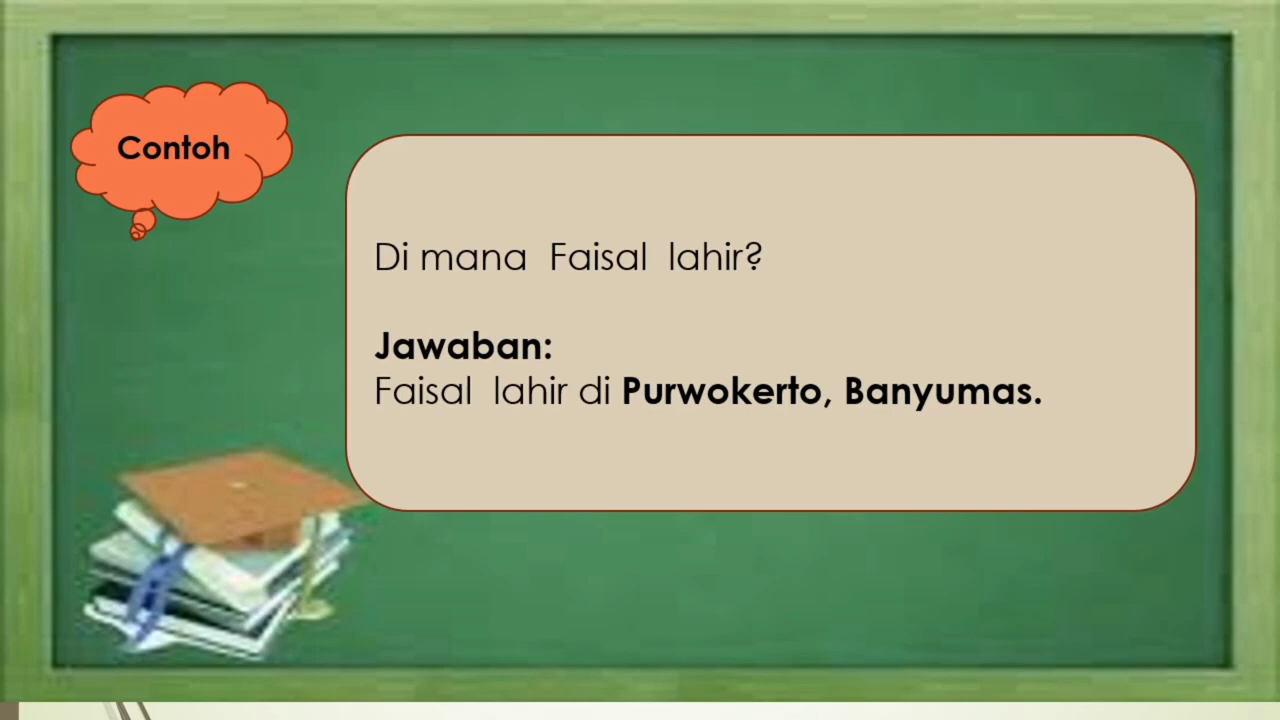 Contoh
Di mana Faisal lahir?
Jawaban:
Faisal lahir di Purwokerto, Banyumas.